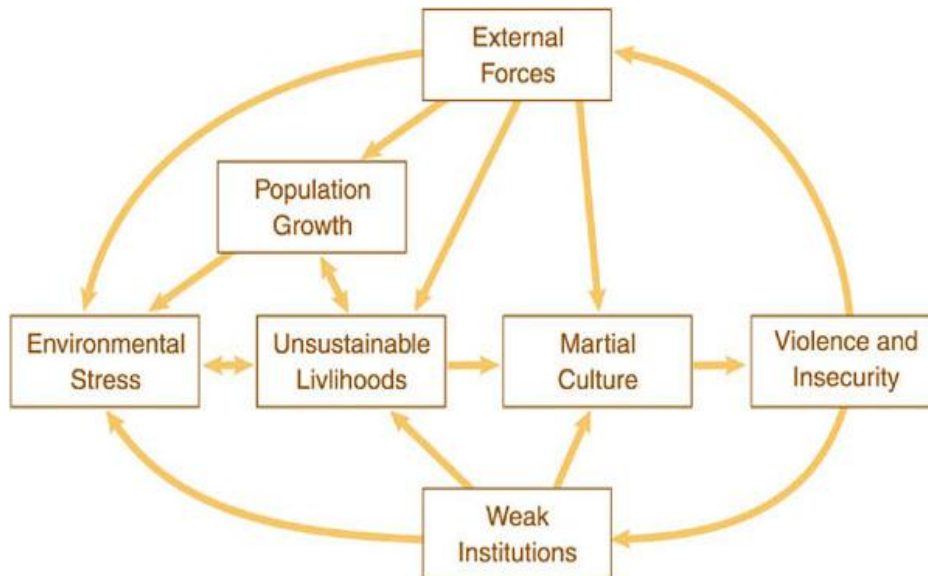 External
Forces
Population
Growth
Environmental
Stress
Unsustainable
Livlihoods
Martial
Culture
Violence and
Insecurity
Weak
Institutions